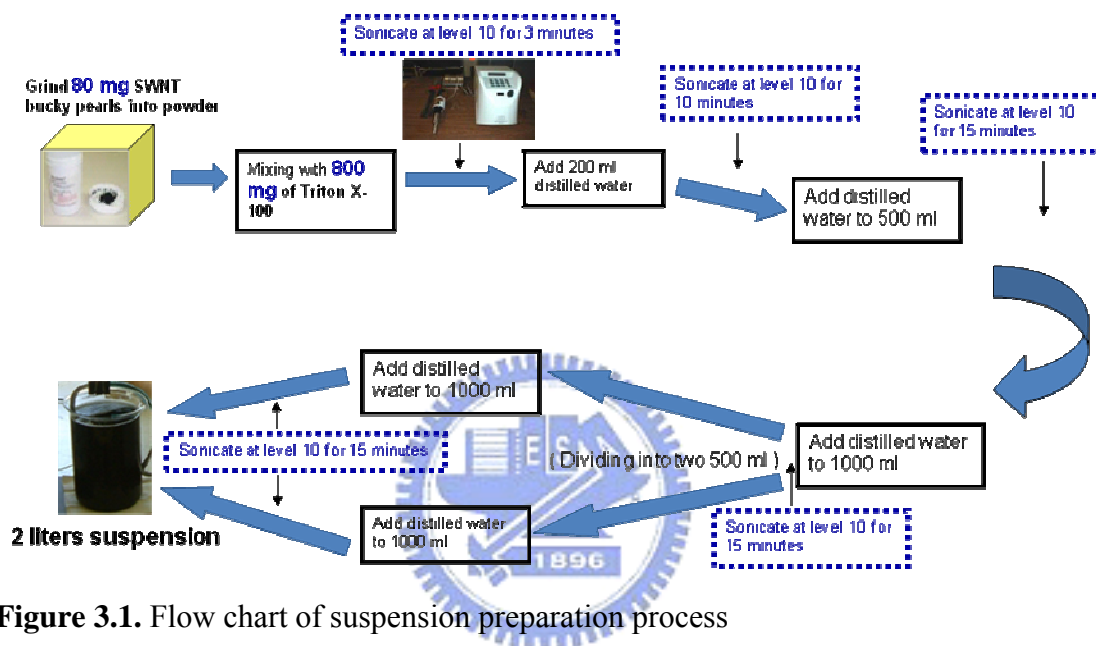 Sonicate at level 10 for 3 minutes
Grind 80 mg SWNT
bucky pearls into powder
Sonicate at level 10 for
10 minutes
Sonicate at level 10
for 15 minutes
Mixing with 800
mg of Triton X-
100
Add 200 ml
distilled water
Add distilled
water to 500 ml
Add distilled
water to 1000 ml
Sonicate at level 10 for 15 minutes
( Dividing into two 500 ml )
Add distilled water
to 1000 ml
2 liters suspension
Add distilled water
to 1000 ml
Sonicate at level 10 for
15 minutes
ES
1896
Figure 3.1. Flow chart of suspension preparation process